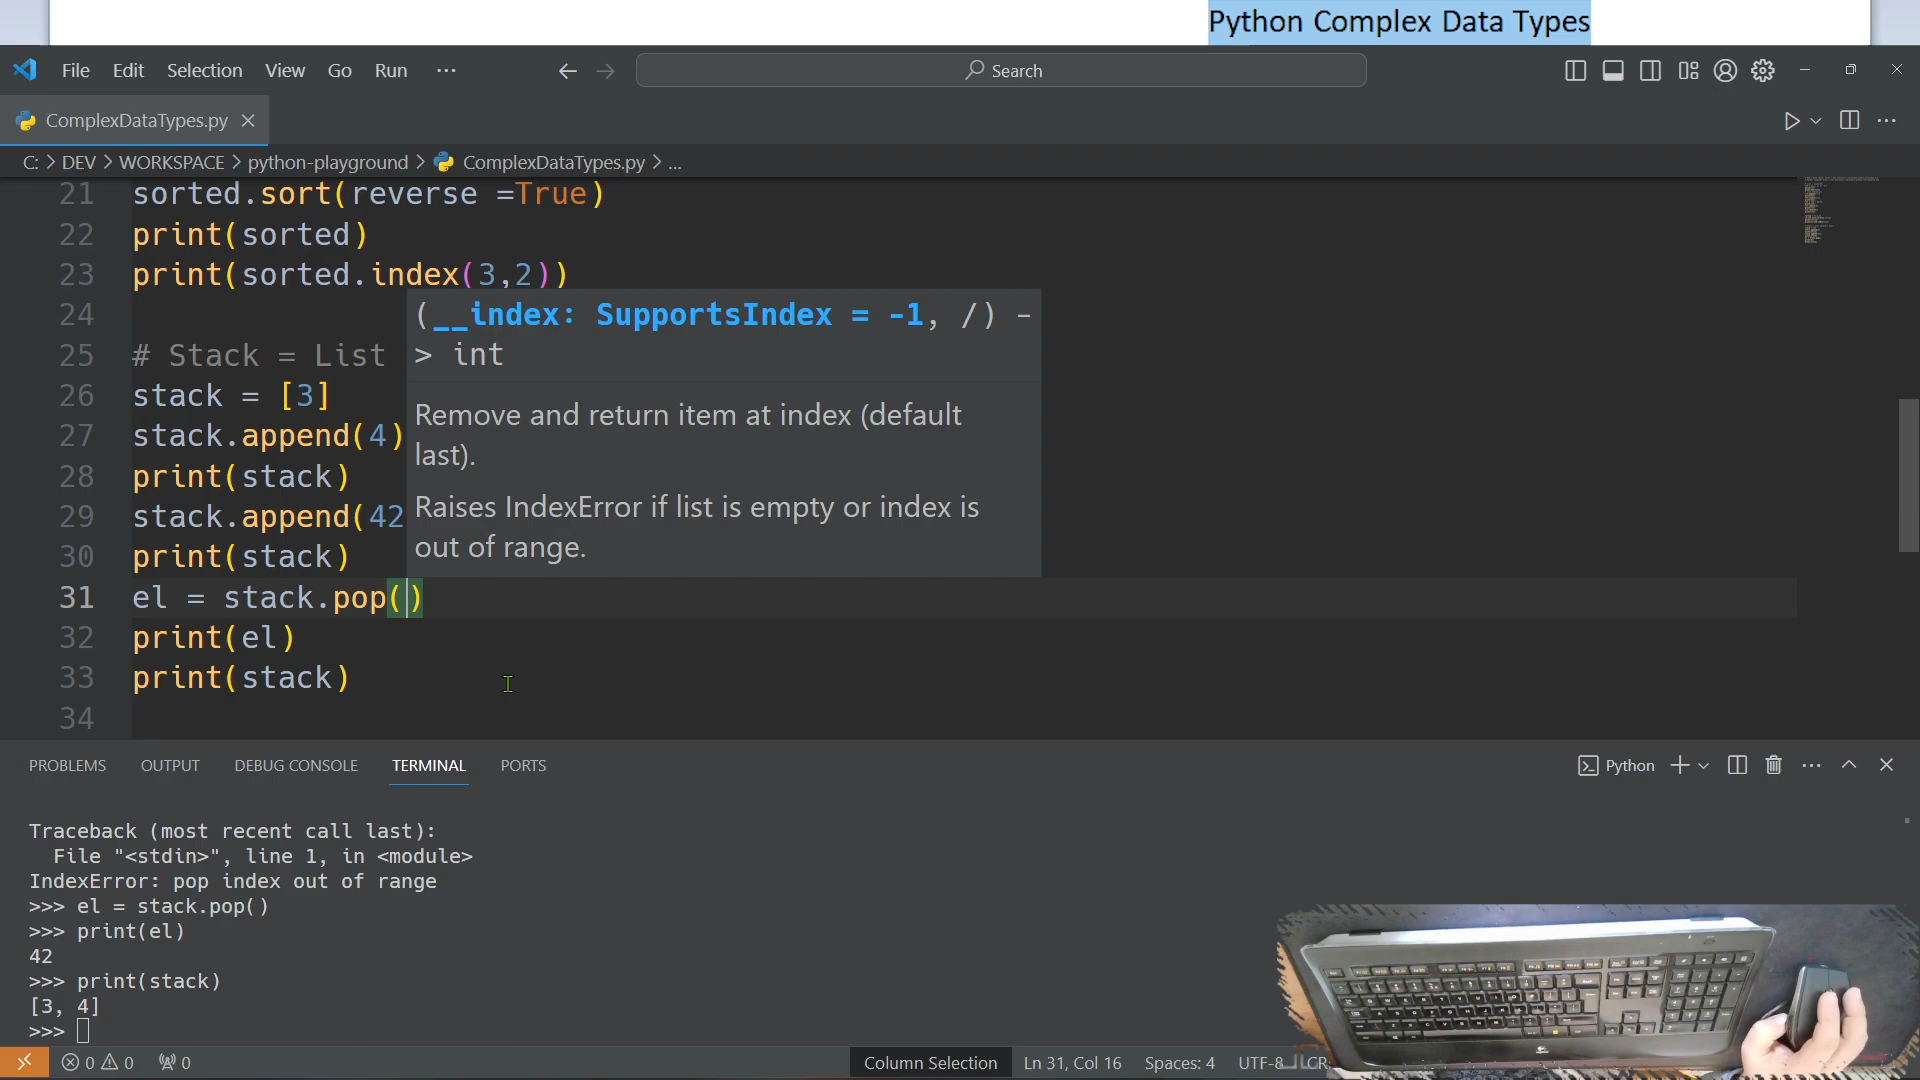 Python Complex Data Types
File Edit Selection View Go Run ···
Search
ComplexDataTypes.py
C: > DEV > WORKSPACE > python-playground > ComplexDataTypes.py > ...
21 sorted.sort(reverse =True)
22 print(sorted)
23 print(sorted.index(3,2))
24
(__index: SupportsIndex = -1, /) -
> int
Remove and return item at index (default
last).
Raises IndexError if list is empty or index is
out of range.
25 # Stack = List
26 stack = [3]
27 stack.append(4)
28 print(stack)
29 stack.append(42
30 print(stack)
31 el = stack.pop()
32 print(el)
33 print(stack)
34
PROBLEMS OUTPUT DEBUG CONSOLE TERMINAL PORTS
Python
Traceback (most recent call last):
File "<stdin>", line 1, in <module>
IndexError: pop index out of range
>>> el = stack.pop()
>>> print(el)
42
>>> print(stack)
[3, 4]
>>>
0 0 0
Column Selection Ln 31, Col 16 Spaces: 4 UTF-8 CR